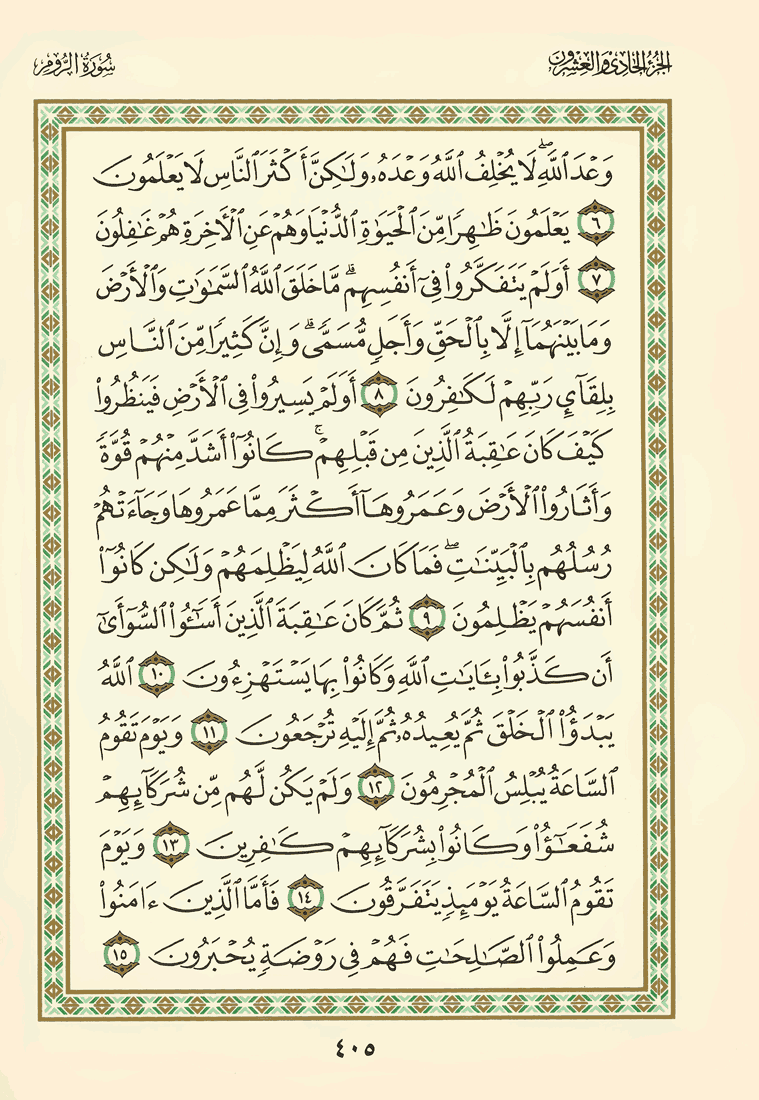 الجزء الحادي والعشرون
سورة الروم
وَعْدَ ٱللَّهِ ۖ لَا يُخْلِفُ ٱللَّهُ وَعْدَهُۥ وَلَٰكِنَّ أَكْثَرَ ٱلنَّاسِ لَا يَعْلَمُونَ
٦ يَعْلَمُونَ ظَٰهِرًا مِّنَ ٱلْحَيَوٰةِ ٱلدُّنْيَا وَهُمْ عَنِ ٱلْءَاخِرَةِ هُمْ غَٰفِلُونَ
٧ أَوَلَمْ يَتَفَكَّرُوا۟ فِىٓ أَنفُسِهِم ۗ مَّا خَلَقَ ٱللَّهُ ٱلسَّمَٰوَٰتِ وَٱلْأَرْضَ
وَمَا بَيْنَهُمَآ إِلَّا بِٱلْحَقِّ وَأَجَلٍ مُّسَمًّى ۗ وَإِنَّ كَثِيرًا مِّنَ ٱلنَّاسِ
بِلِقَآئِ رَبِّهِمْ لَكَٰفِرُونَ ٨ أَوَلَمْ يَسِيرُوا۟ فِى ٱلْأَرْضِ فَيَنظُرُوا۟
كَيْفَ كَانَ عَٰقِبَةُ ٱلَّذِينَ مِن قَبْلِهِمْ ۚ كَانُوٓا۟ أَشَدَّ مِنْهُمْ قُوَّةً
وَأَثَارُوا۟ ٱلْأَرْضَ وَعَمَرُوهَآ أَكْثَرَ مِمَّا عَمَرُوهَا وَجَآءَتْهُمْ
رُسُلُهُم بِٱلْبَيِّنَٰتِ ۖ فَمَا كَانَ ٱللَّهُ لِيَظْلِمَهُمْ وَلَٰكِن كَانُوٓا۟
أَنفُسَهُمْ يَظْلِمُونَ ٩ ثُمَّ كَانَ عَٰقِبَةَ ٱلَّذِينَ أَسَٰٓـُٔوا۟ ٱلسُّوٓأَىٰٓ
أَن كَذَّبُوا۟ بِـَٔايَٰتِ ٱللَّهِ وَكَانُوا۟ بِهَا يَسْتَهْزِءُونَ ١٠ ٱللَّهُ
يَبْدَؤُا۟ ٱلْخَلْقَ ثُمَّ يُعِيدُهُۥ ثُمَّ إِلَيْهِ تُرْجَعُونَ ١١ وَيَوْمَ تَقُومُ
ٱلسَّاعَةُ يُبْلِسُ ٱلْمُجْرِمُونَ ١٢ وَلَمْ يَكُن لَّهُم مِّن شُرَكَآئِهِمْ
شُفَعَٰٓؤُا۟ وَكَانُوا۟ بِشُرَكَآئِهِمْ كَٰفِرِينَ ١٣ وَيَوْمَ
تَقُومُ ٱلسَّاعَةُ يَوْمَئِذٍ يَتَفَرَّقُونَ ١٤ فَأَمَّا ٱلَّذِينَ ءَامَنُوا۟
وَعَمِلُوا۟ ٱلصَّٰلِحَٰتِ فَهُمْ فِى رَوْضَةٍ يُحْبَرُونَ ١٥
٤٠٥